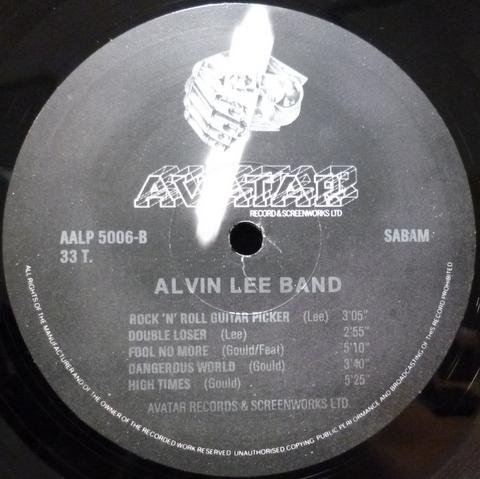 AVATAR
RECORD & SCREENWORKS LTD
AALP 5006-B
33 T.
SABAM
ALVIN LEE BAND
ROCK 'N' ROLL GUITAR PICKER (Lee) 3'05"
DOUBLE LOSER (Lee) 2'55"
FOOL NO MORE (Gould/Feat) 5'10"
DANGEROUS WORLD (Gould) 3'40"
HIGH TIMES (Gould) 5'25"
AVATAR RECORDS & SCREENWORKS LTD
ALL RIGHTS OF THE MANUFACTURER AND OF THE OWNER OF THE RECORDED WORK RESERVED UNAUTHORISED COPYING PUBLIC PERFORMANCE AND BROADCASTING OF THIS RECORD PROHIBITED